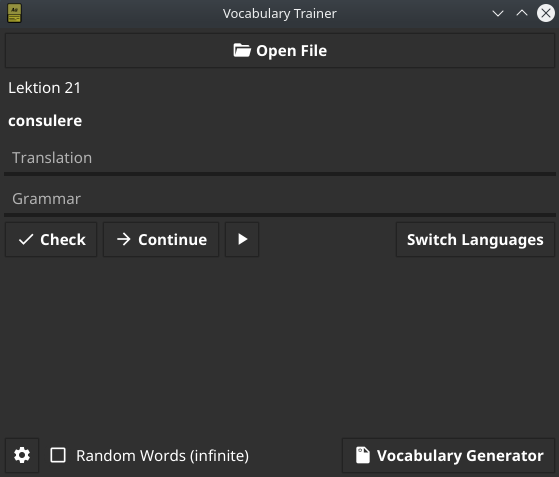 Vocabulary Trainer
Open File
Lektion 21
consulere
Translation
Grammar
Check Continue Switch Languages
Random Words (infinite) Vocabulary Generator